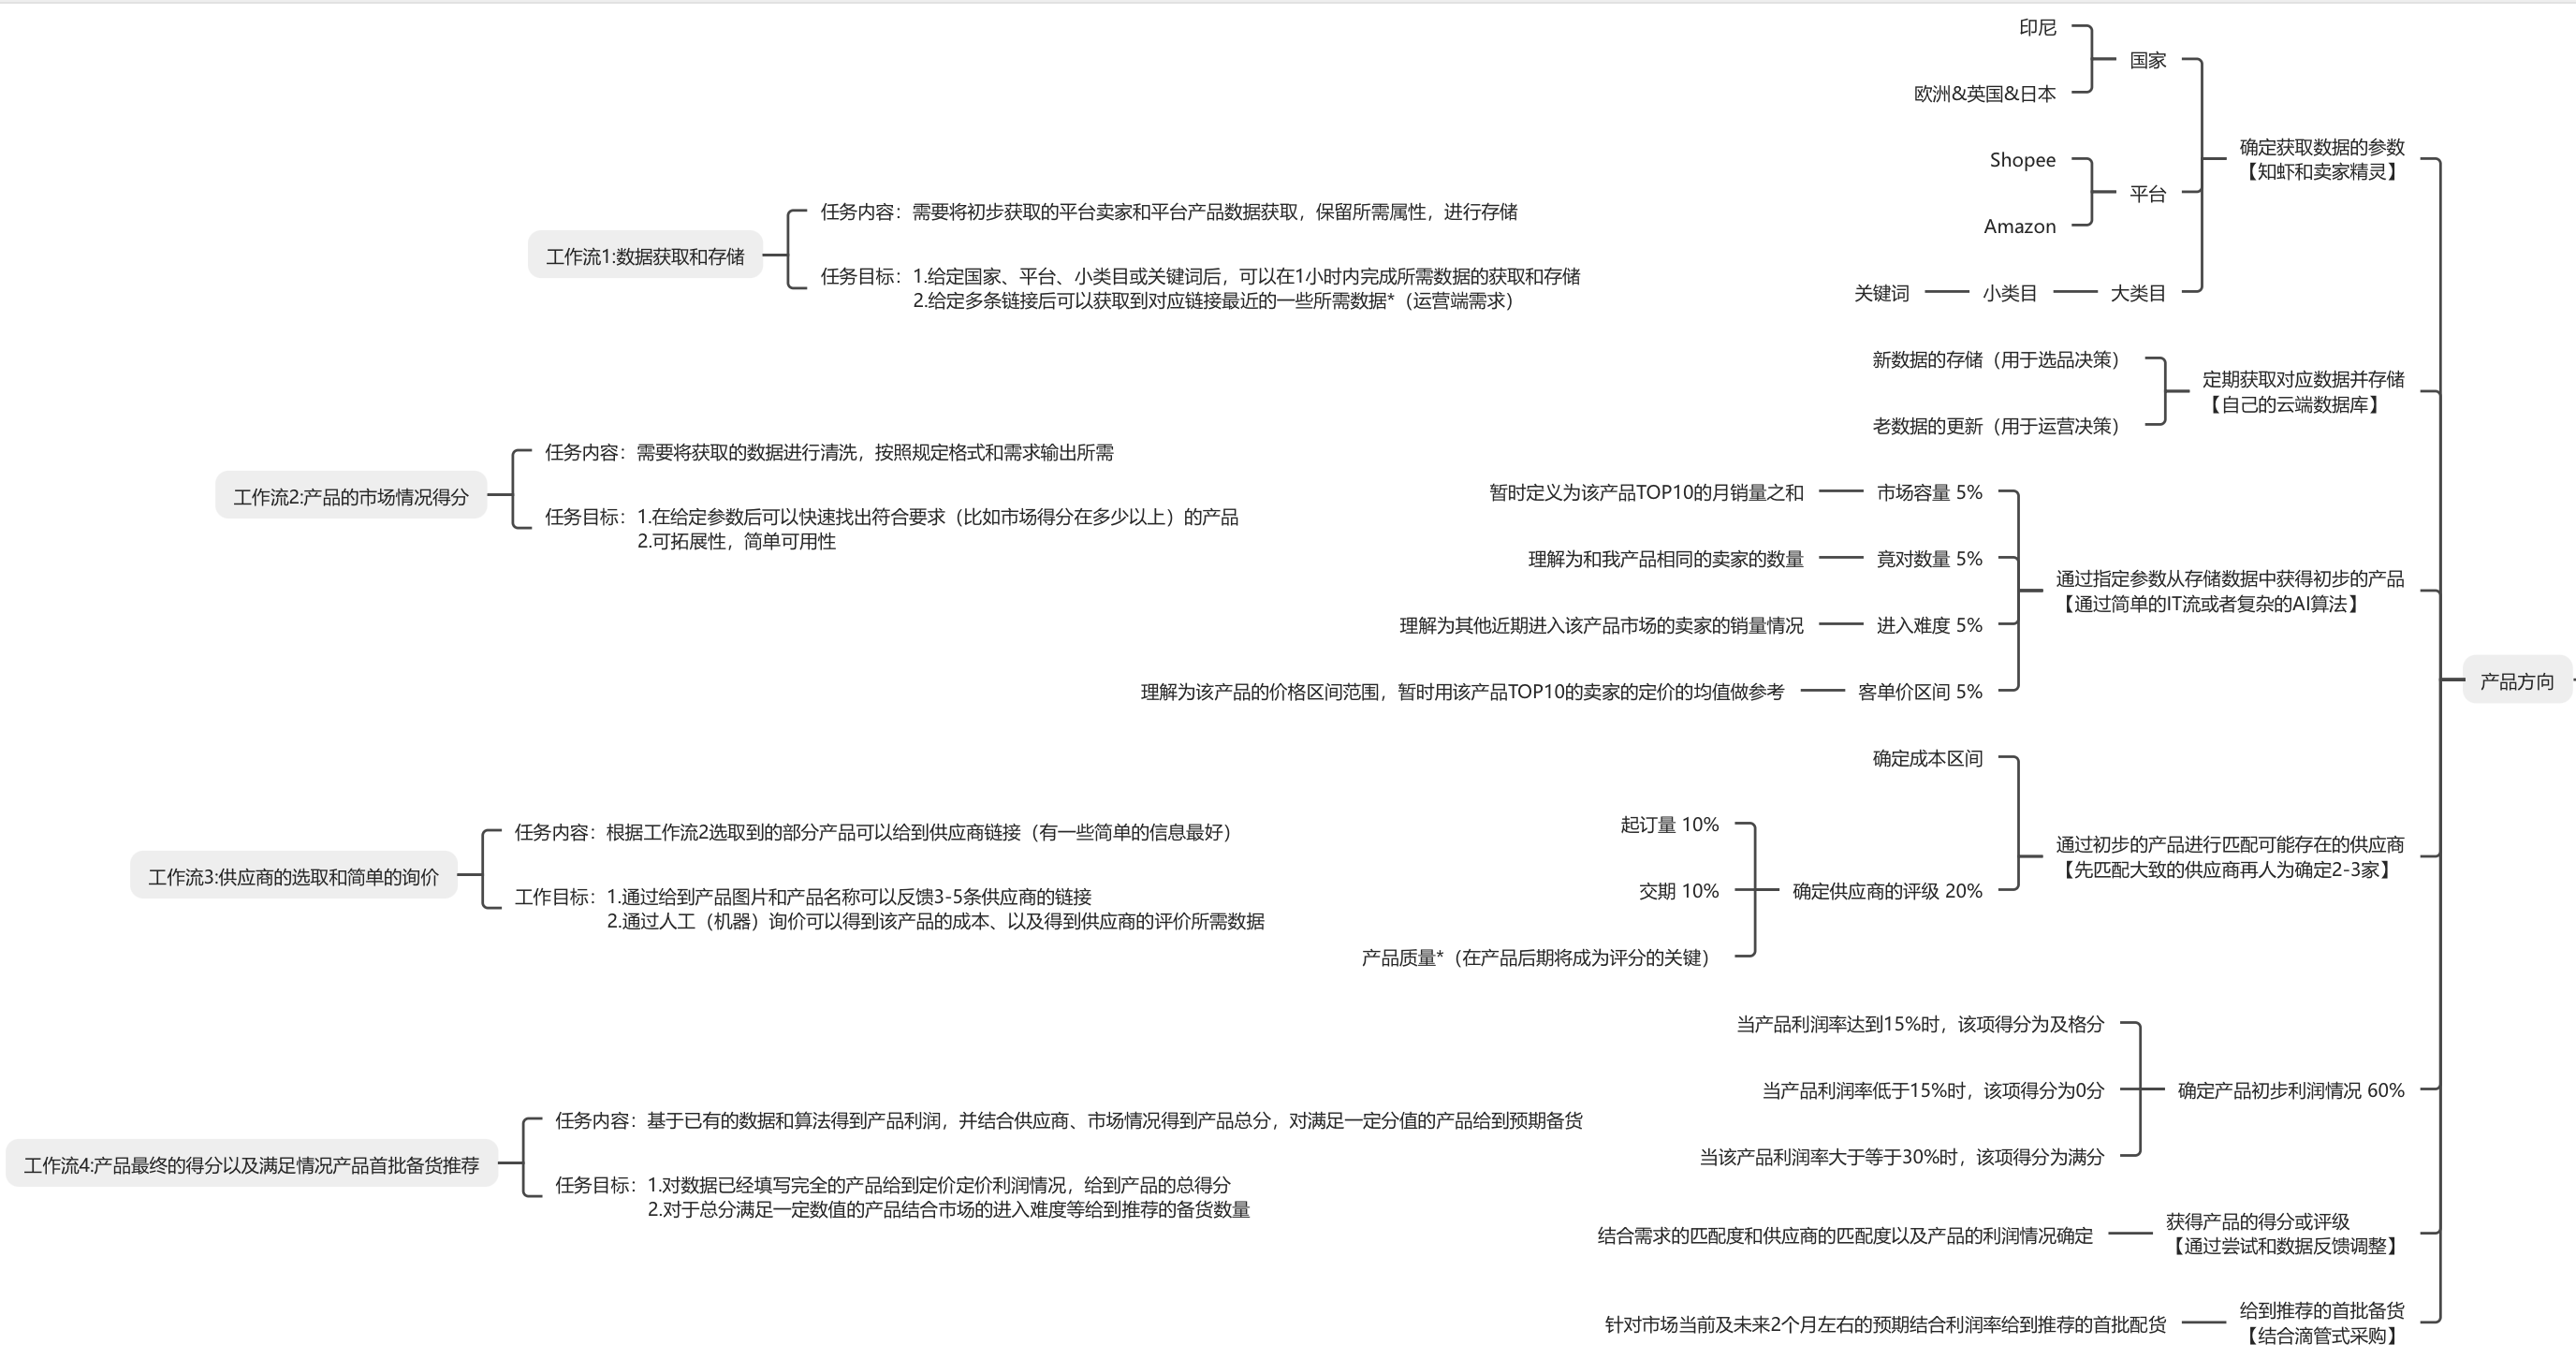 印尼
国家
欧洲&英国&日本
Shopee
平台
Amazon
关键词
小类目
大类目
确定获取数据的参数
【知虾和卖家精灵】
工作流1:数据获取和存储
任务内容：需要将初步获取的平台卖家和平台产品数据获取，保留所需属性，进行存储
任务目标：1.给定国家、平台、小类目或关键词后，可以在1小时内完成所需数据的获取和存储
2.给定多条链接后可以获取到对应链接最近的一些所需数据*（运营端需求）
新数据的存储（用于选品决策）
老数据的更新（用于运营决策）
定期获取对应数据并存储
【自己的云端数据库】
工作流2:产品的市场情况得分
任务内容：需要将获取的数据进行清洗，按照规定格式和需求输出所需
任务目标：1.在给定参数后可以快速找出符合要求（比如市场得分在多少以上）的产品
2.可拓展性，简单可用性
暂时定义为该产品TOP10的月销量之和
市场容量 5%
理解为和我产品相同的卖家的数量
竟对数量 5%
理解为其他近期进入该产品市场的卖家的销量情况
进入难度 5%
理解为该产品的价格区间范围，暂时用该产品TOP10的卖家的定价的均值做参考
客单价区间 5%
通过指定参数从存储数据中获得初步的产品
【通过简单的IT流或者复杂的AI算法】
产品方向
确定成本区间
起订量 10%
交期 10%
产品质量*（在产品后期将成为评分的关键）
确定供应商的评级 20%
通过初步的产品进行匹配可能存在的供应商
【先匹配大致的供应商再人为确定2-3家】
工作流3:供应商的选取和简单的询价
任务内容：根据工作流2选取到的部分产品可以给到供应商链接（有一些简单的信息最好）
工作目标：1.通过给到产品图片和产品名称可以反馈3-5条供应商的链接
2.通过人工（机器）询价可以得到该产品的成本、以及得到供应商的评价所需数据
当产品利润率达到15%时，该项得分为及格分
当产品利润率低于15%时，该项得分为0分
当该产品利润率大于等于30%时，该项得分为满分
确定产品初步利润情况 60%
工作流4:产品最终的得分以及满足情况产品首批备货推荐
任务内容：基于已有的数据和算法得到产品利润，并结合供应商、市场情况得到产品总分，对满足一定分值的产品给到预期备货
任务目标：1.对数据已经填写完全的产品给到定价定价利润情况，给到产品的总得分
2.对于总分满足一定数值的产品结合市场的进入难度等给到推荐的备货数量
结合需求的匹配度和供应商的匹配度以及产品的利润情况确定
获得产品的得分或评级
【通过尝试和数据反馈调整】
针对市场当前及未来2个月左右的预期结合利润率给到推荐的首批配货
给到推荐的首批备货
【结合滴管式采购】